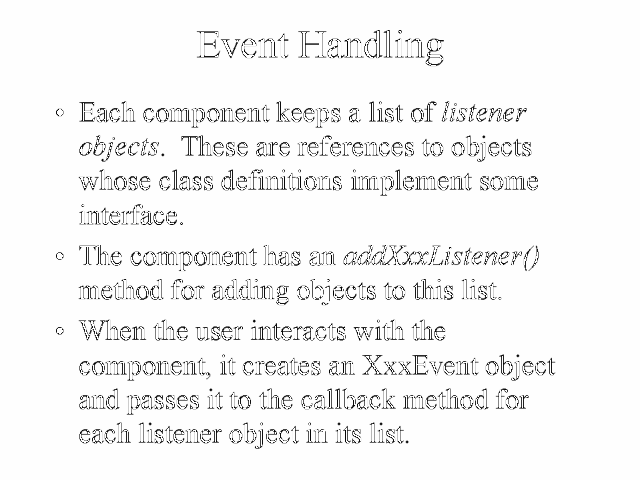 Event Handling
◦ Each component keeps a list of listener
objects.  These are references to objects
whose class definitions implement some
interface.
◦ The component has an addXxxListener()
method for adding objects to this list.
◦ When the user interacts with the
component, it creates an XxxEvent object
and passes it to the callback method for
each listener object in its list.